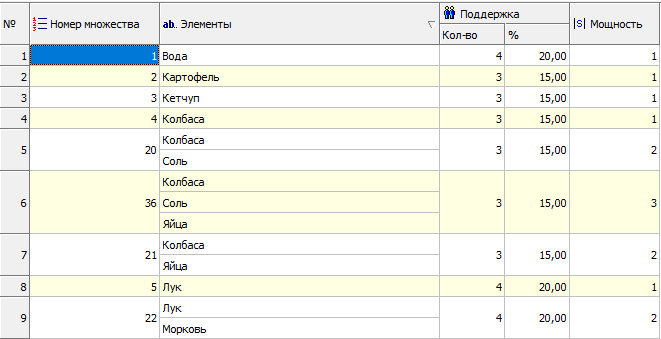 № Номер множества ab.. Элементы Поддержка |S| Мощность
Кол-во %
1 1 Вода 4 20,00 1
2 2 Картофель 3 15,00 1
3 3 Кетчуп 3 15,00 1
4 4 Колбаса 3 15,00 1
5 20 Колбаса 3 15,00 2
Соль
6 36 Колбаса 3 15,00 3
Соль
Яйца
7 21 Колбаса 3 15,00 2
Яйца
8 5 Лук 4 20,00 1
9 22 Лук 4 20,00 2
Морковь